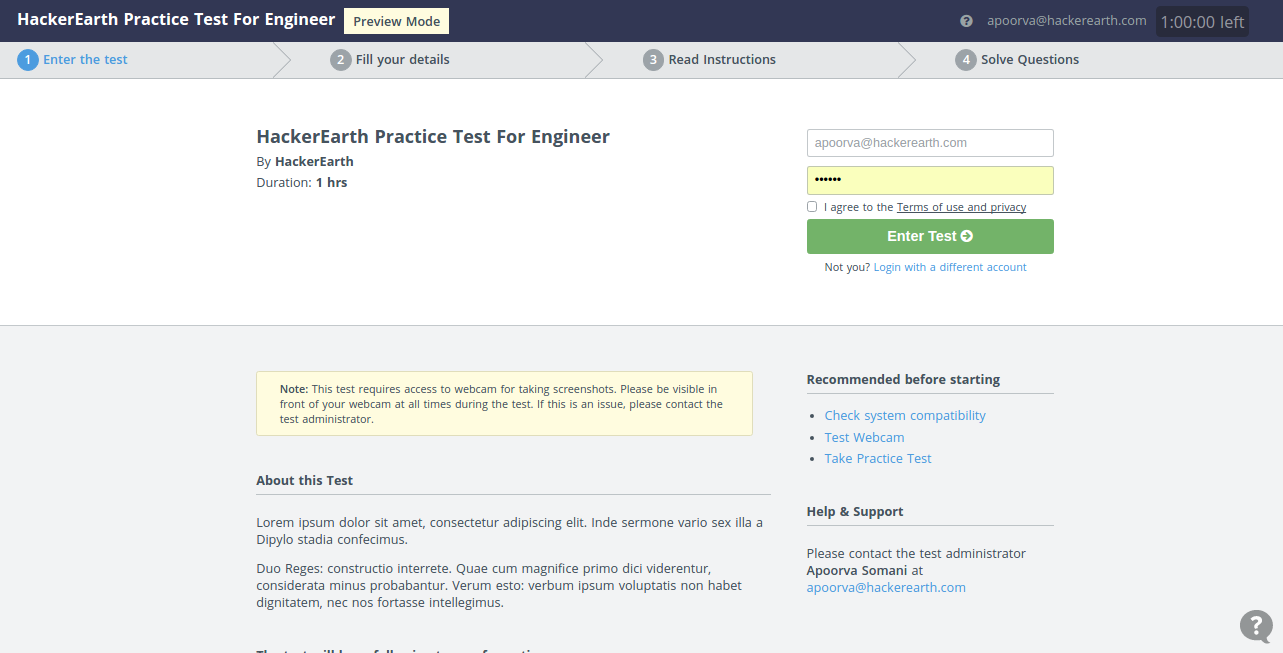 HackerEarth Practice Test For Engineer Preview Mode
? apoorva@hackerearth.com 1:00:00 left
1 Enter the test
2 Fill your details
3 Read Instructions
4 Solve Questions
HackerEarth Practice Test For Engineer
By HackerEarth
Duration: 1 hrs
apoorva@hackerearth.com
••••••
I agree to the Terms of use and privacy
Enter Test
Not you? Login with a different account
Note: This test requires access to webcam for taking screenshots. Please be visible in
front of your webcam at all times during the test. If this is an issue, please contact the
test administrator.
About this Test
Lorem ipsum dolor sit amet, consectetur adipiscing elit. Inde sermone vario sex illa a
Dipylo stadia confecimus.
Duo Reges: constructio interrete. Quae cum magnifice primo dici viderentur,
considerata minus probabantur. Verum esto: verbum ipsum voluptatis non habet
dignitatem, nec nos fortasse intellegimus.
Recommended before starting
• Check system compatibility
• Test Webcam
• Take Practice Test
Help & Support
Please contact the test administrator
Apoorva Somani at
apoorva@hackerearth.com
?